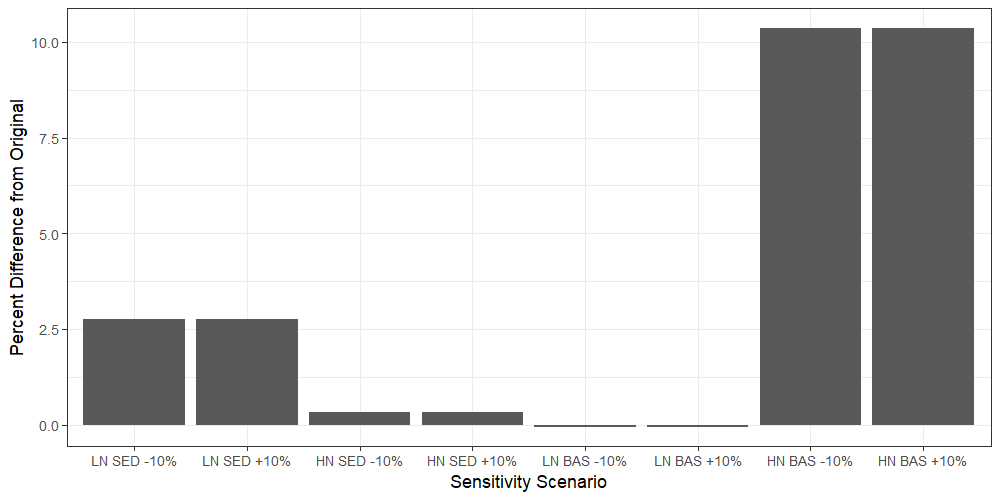 Percent Difference from Original
10.0
7.5
5.0
2.5
0.0
LN SED -10% LN SED +10% HN SED -10% HN SED +10% LN BAS -10% LN BAS +10% HN BAS -10% HN BAS +10%
Sensitivity Scenario